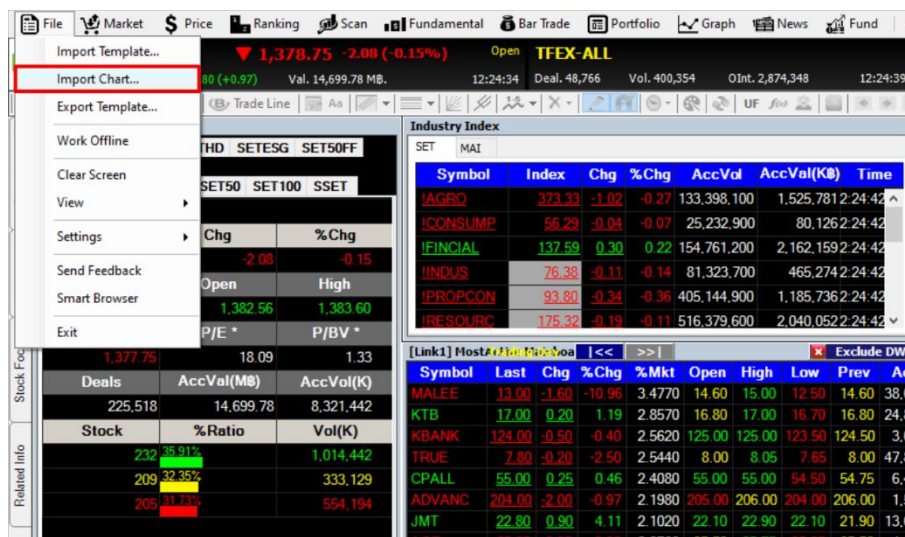 File Market $ Price Ranking Scan Fundamental Bar Trade Portfolio Graph News Fund
Import Template...
Import Chart...
Export Template...
Work Offline
Clear Screen
View
Settings
Send Feedback
Smart Browser
Exit
▼ 1,378.75 -2.08 (-0.15%) Open TFEX-ALL
80 (+0.97) Val. 14,699.78 MB. 12:24:34 Deal. 48,766 Vol. 400,354 OInt. 2,874,348 12:24:39
Trade Line Aa UF f(x)
THD SETESG SET50FF
SET50 SET100 SSET
Chg %Chg
-2.08 -0.15
Open High
1,382.56 1,383.60
P/E * P/BV *
1,377.75 18.09 1.33
Deals AccVal(M฿) AccVol(K)
225,518 14,699.78 8,321,442
Stock %Ratio Vol(K)
232 35.91% 1,014,442
209 32.35% 333,129
205 31.73% 554,194
Stock Foc
Related Info
Industry Index
SET MAI
Symbol Index Chg %Chg AccVol AccVal(K฿) Time
!AGRO 373.33 -1.02 -0.27 133,398,100 1,525,781 2:24:42
!CONSUMP 56.29 -0.04 -0.07 25,232,900 80,126 2:24:42
!FINCIAL 137.59 0.30 0.22 154,761,200 2,162,159 2:24:42
!INDUS 76.38 -0.11 -0.14 81,323,700 465,274 2:24:42
!PROPCON 93.80 -0.34 -0.36 405,144,900 1,185,736 2:24:42
!RESOURC 175.32 -0.19 -0.11 516,379,600 2,040,052 2:24:42
[Link1] Most |<< >>| x Exclude DW
Symbol Last Chg %Chg %Mkt Open High Low Prev
MALEE 13.00 -1.60 -10.96 3.4770 14.60 15.00 12.50 14.60 38,
KTB 17.00 0.20 1.19 2.8570 16.80 17.00 16.70 16.80 24,
KBANK 124.00 -0.50 -0.40 2.5620 125.00 125.00 123.50 124.50 3,
TRUE 7.80 -0.20 -2.50 2.5440 8.00 8.05 7.65 8.00 47,
CPALL 55.00 0.25 0.46 2.4080 55.00 55.00 54.50 54.75 6,
ADVANC 204.00 -2.00 -0.97 2.1980 205.00 206.00 204.00 206.00 1,
JMT 22.80 0.90 4.11 2.1020 22.10 22.90 22.10 21.90 13,